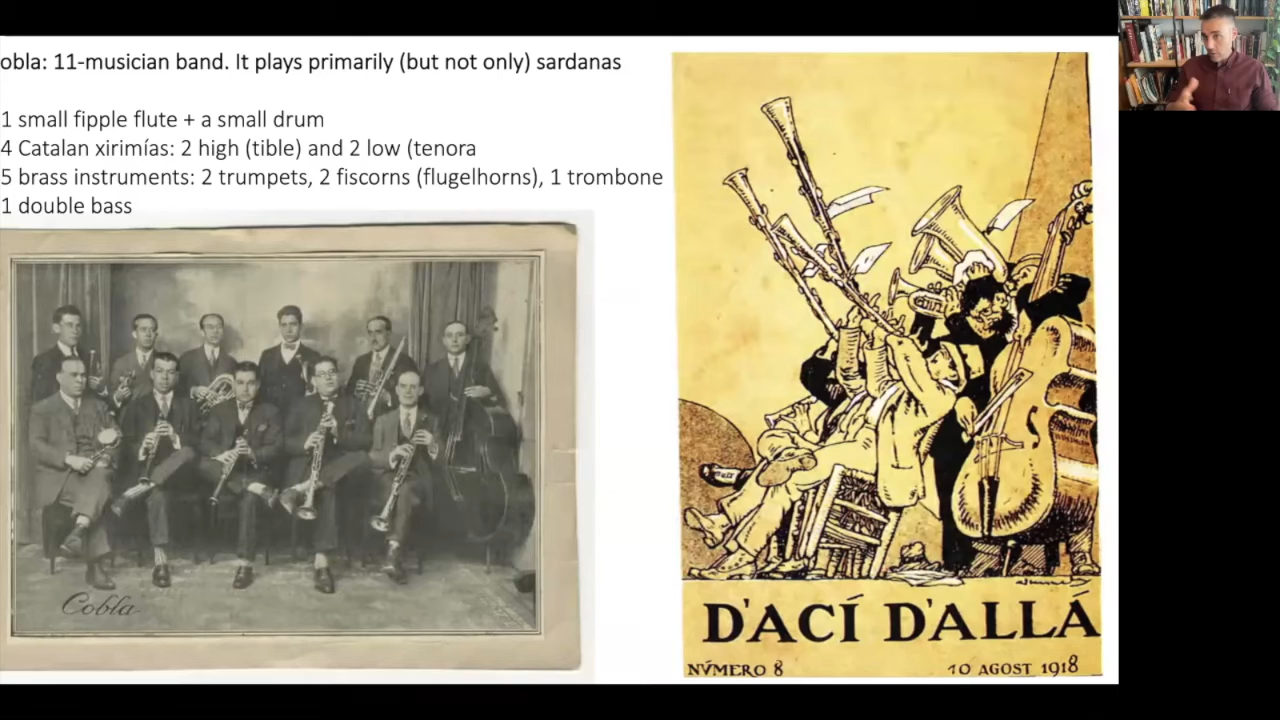 obla: 11-musician band. It plays primarily (but not only) sardanas
1 small fipple flute + a small drum
4 Catalan xirimías: 2 high (tible) and 2 low (tenora
5 brass instruments: 2 trumpets, 2 fiscorns (flugelhorns), 1 trombone
1 double bass
Cobla
D'ACÍ D'ALLÁ
NÚMERO 8
10 AGOST 1918